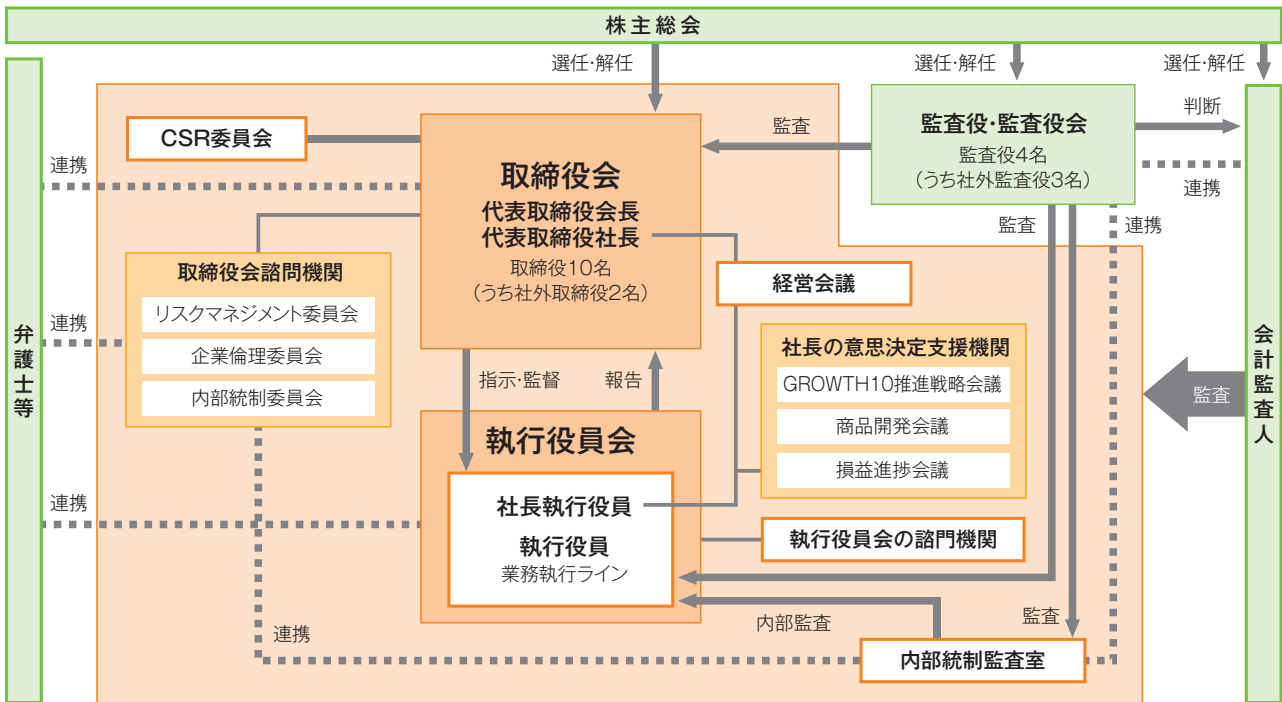 株主総会
選任・解任
選任・解任
選任・解任
弁護士等
会計監査人
CSR委員会
連携
取締役会
代表取締役会長
代表取締役社長
取締役10名
（うち社外取締役2名）
監査
監査役・監査役会
監査役4名
（うち社外監査役3名）
判断
連携
監査
連携
取締役会諮問機関
リスクマネジメント委員会
企業倫理委員会
内部統制委員会
連携
経営会議
社長の意思決定支援機関
GROWTH10推進戦略会議
商品開発会議
損益進捗会議
監査
指示・監督
報告
執行役員会
社長執行役員
執行役員
業務執行ライン
連携
執行役員会の諮門機関
内部監査
監査
連携
内部統制監査室